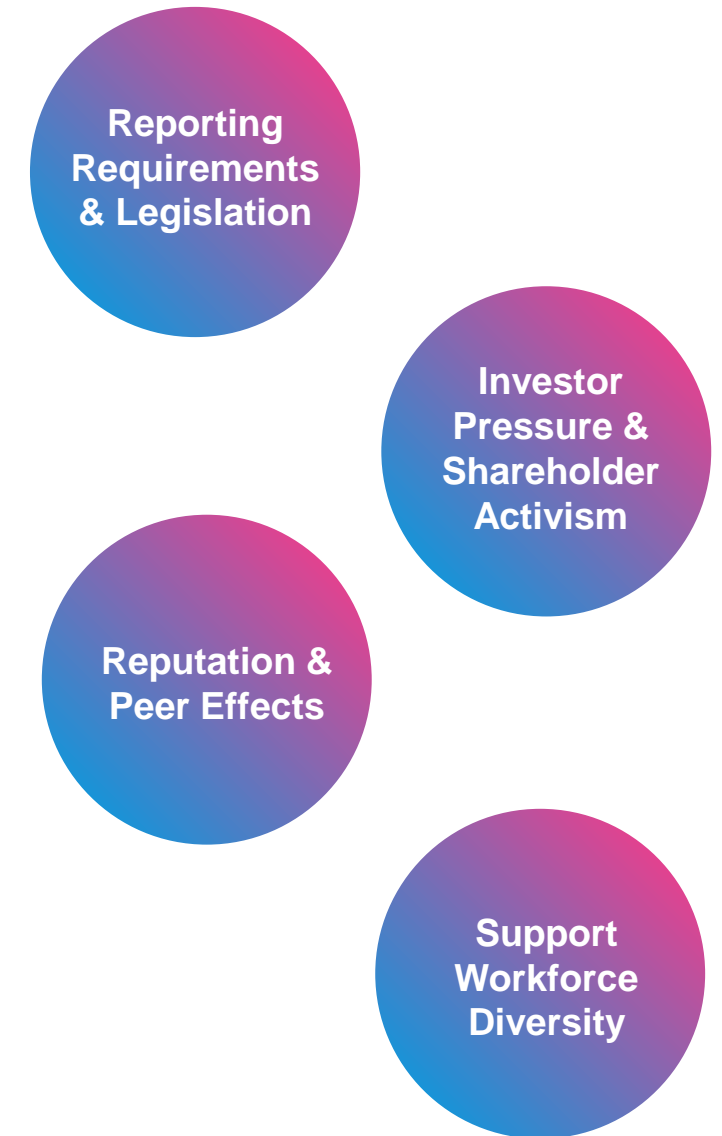 Reporting
Requirements
& Legislation
Investor
Pressure &
Shareholder
Activism
Reputation &
Peer Effects
Support
Workforce
Diversity